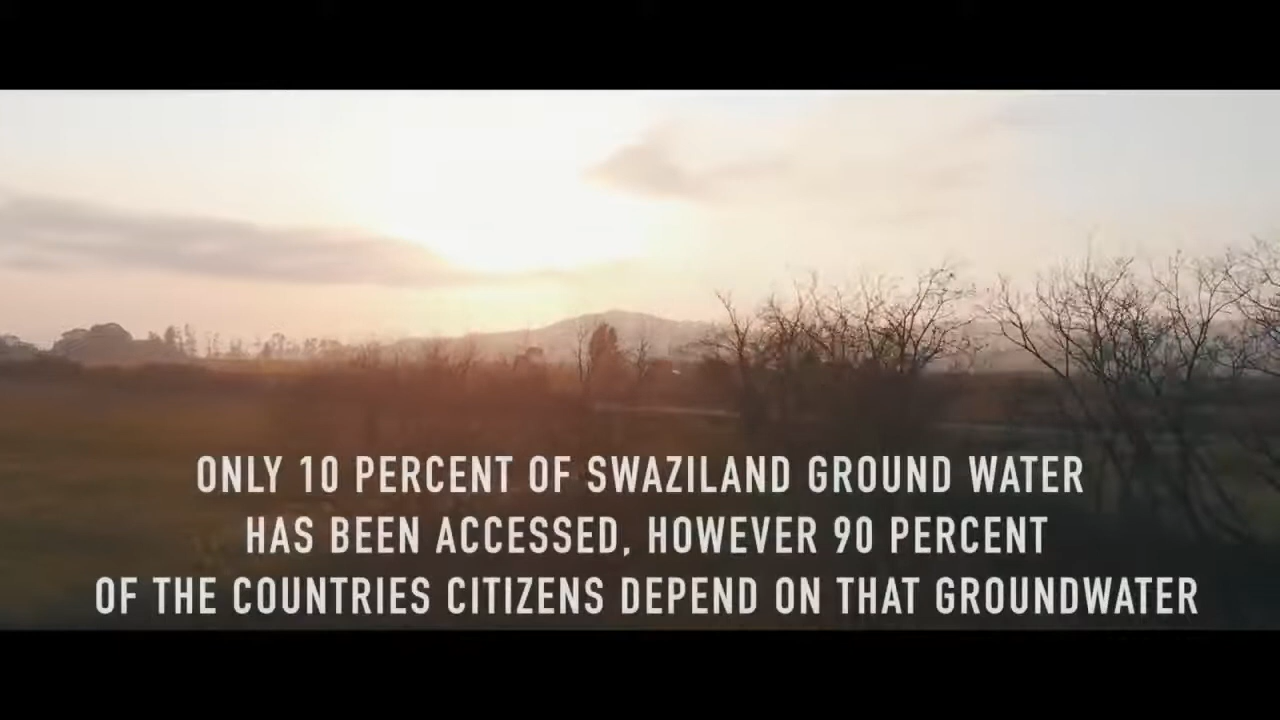 ONLY 10 PERCENT OF SWAZILAND GROUND WATER
HAS BEEN ACCESSED, HOWEVER 90 PERCENT
OF THE COUNTRIES CITIZENS DEPEND ON THAT GROUNDWATER